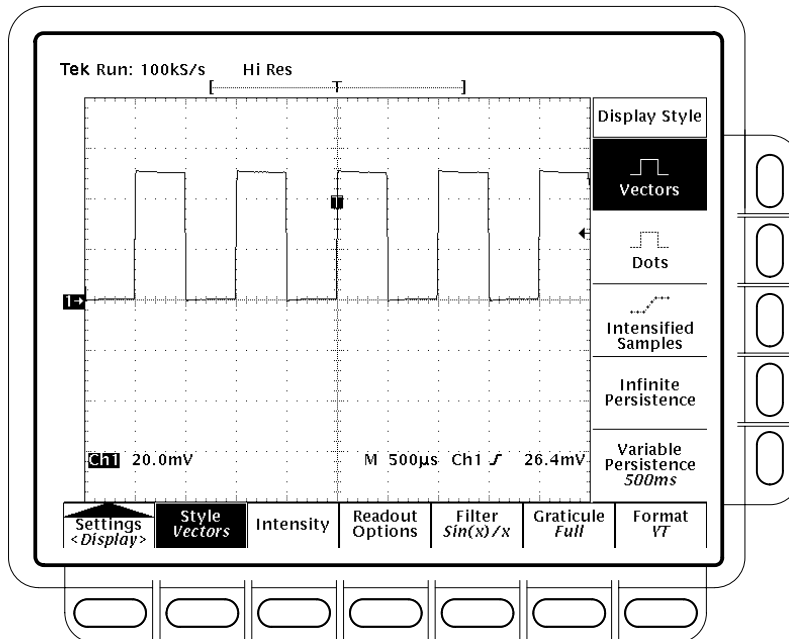 Tek Run: 100kS/s Hi Res
[ T ]
Display Style
Vectors
T
Dots
1→
Intensified
Samples
Infinite
Persistence
Ch1 20.0mV M 500µs Ch1 26.4mV
Variable
Persistence
500ms
Settings
<Display>
Style
Vectors
Intensity
Readout
Options
Filter
Sin(x)/x
Graticule
Full
Format
YT